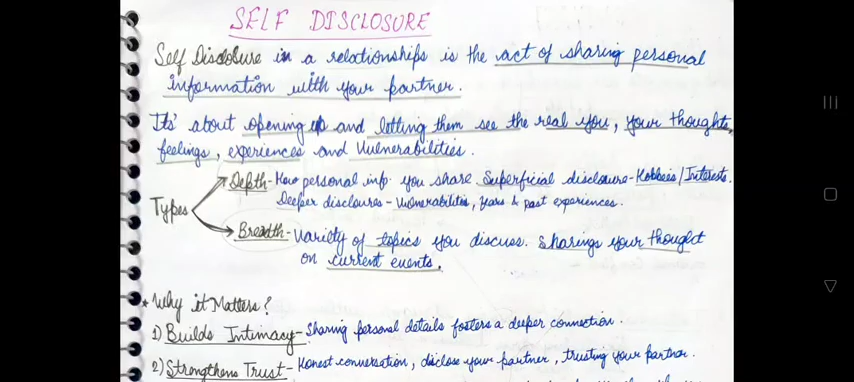 SELF DISCLOSURE
Self Disclosure in a relationships is the act of sharing personal
information with your partner.
Its' about opening up and letting them see the real you, your thoughts,
feelings, experiences and Vulnerabilities.
Types
Depth - How personal info. you share Superficial disclosure - Hobbies/Interests.
Deeper disclosures - Vulnerabilities, Years & past experiences.
Breadth - Variety of topics you discuss. Sharings your thought
on current events.
* Why it Matters?
1) Builds Intimacy - Sharing personal details fosters a deeper connection.
2) Strengthens Trust - Honest conversation, disclose your partner, trusting your partner.